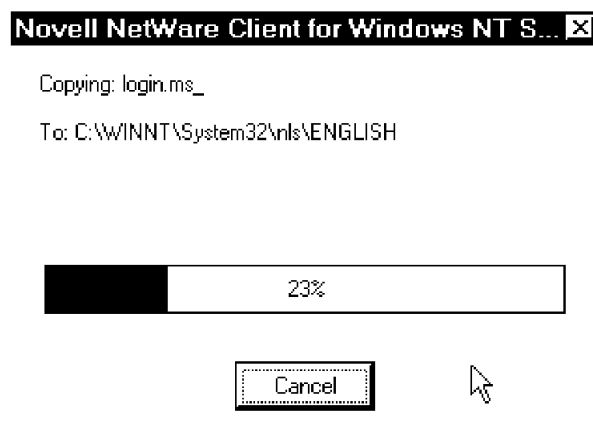 Novell NetWare Client for Windows NT S...
Copying: login.ms_
To: C:\WINNT\System32\nls\ENGLISH
23%
Cancel